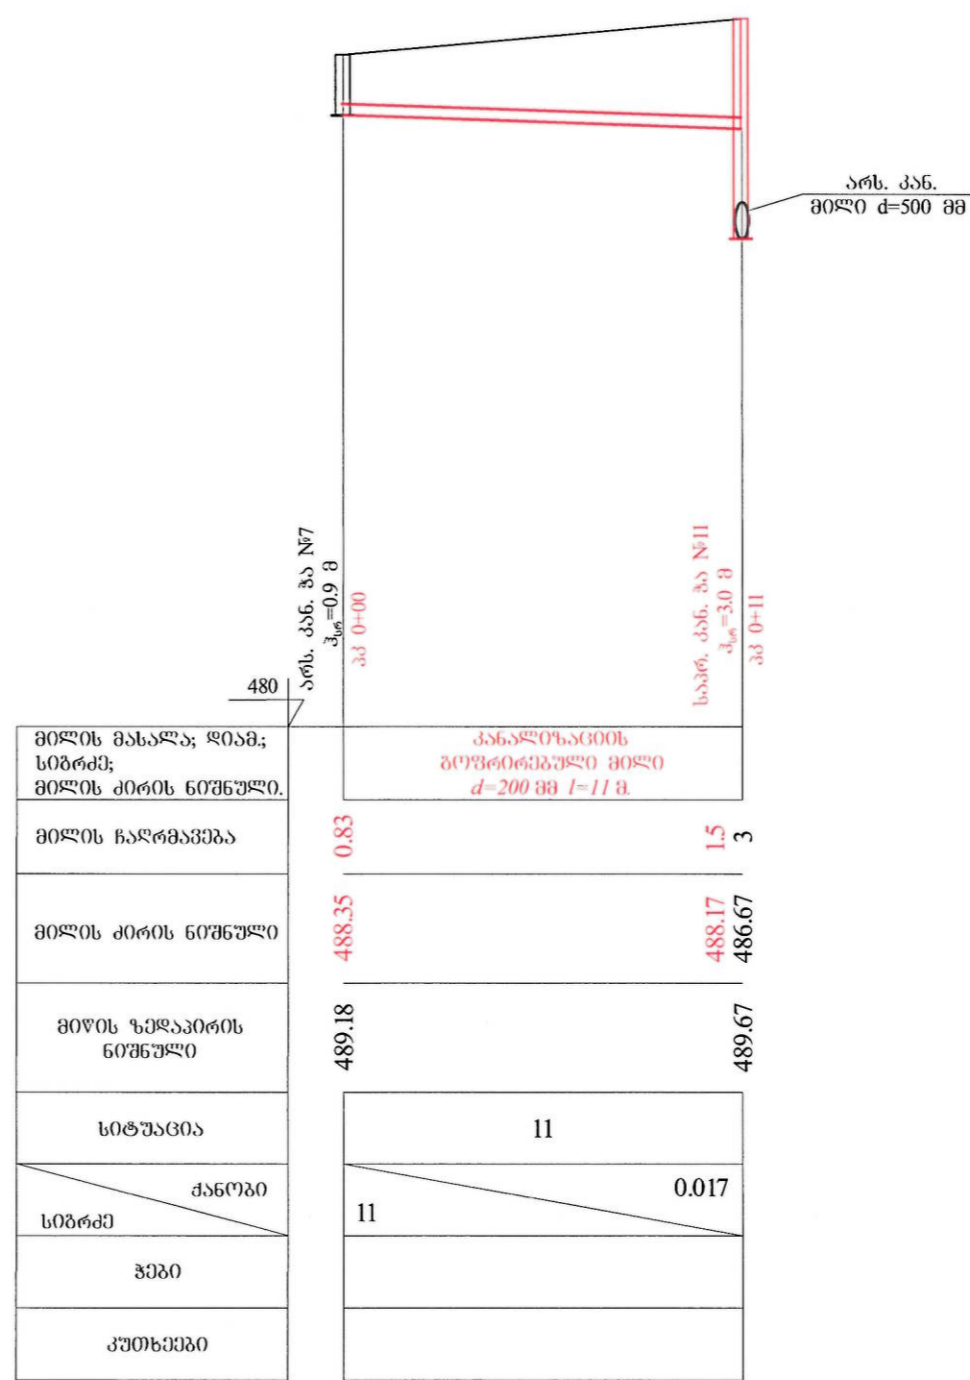 არს. კან.
მილი d=500 მმ
არს. კან. ჭა №7
ჰსრ=0.9 მ
პკ 0+00
საპრ. კან. ჭა №11
ჰსრ=3.0 მ
პკ 0+11
480
მილის მასალა; დიამ.;
სიგრძე;
მილის ძირის ნიშნული.
კანალიზაციის
გოფრირებული მილი
d=200 მმ l=11 მ.
მილის ჩაღრმავება
0.83
1.5
3
მილის ძირის ნიშნული
488.35
488.17
486.67
მიწის ზედაპირის
ნიშნული
489.18
489.67
სიტუაცია
11
ქანობი
სიგრძე
0.017
11
ჭები
კუთხეები